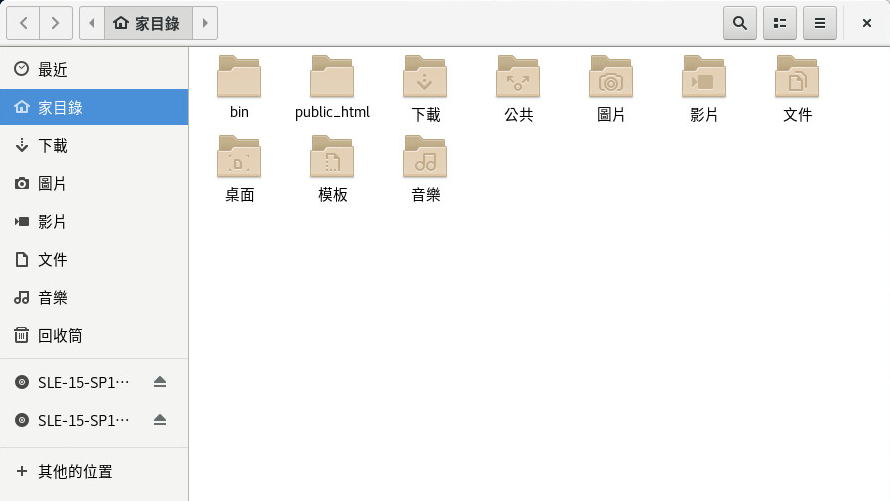 家目錄
最近
家目錄
下載
圖片
影片
文件
音樂
回收筒
SLE-15-SP1…
SLE-15-SP1…
其他的位置
bin
public_html
下載
公共
圖片
影片
文件
桌面
模板
音樂